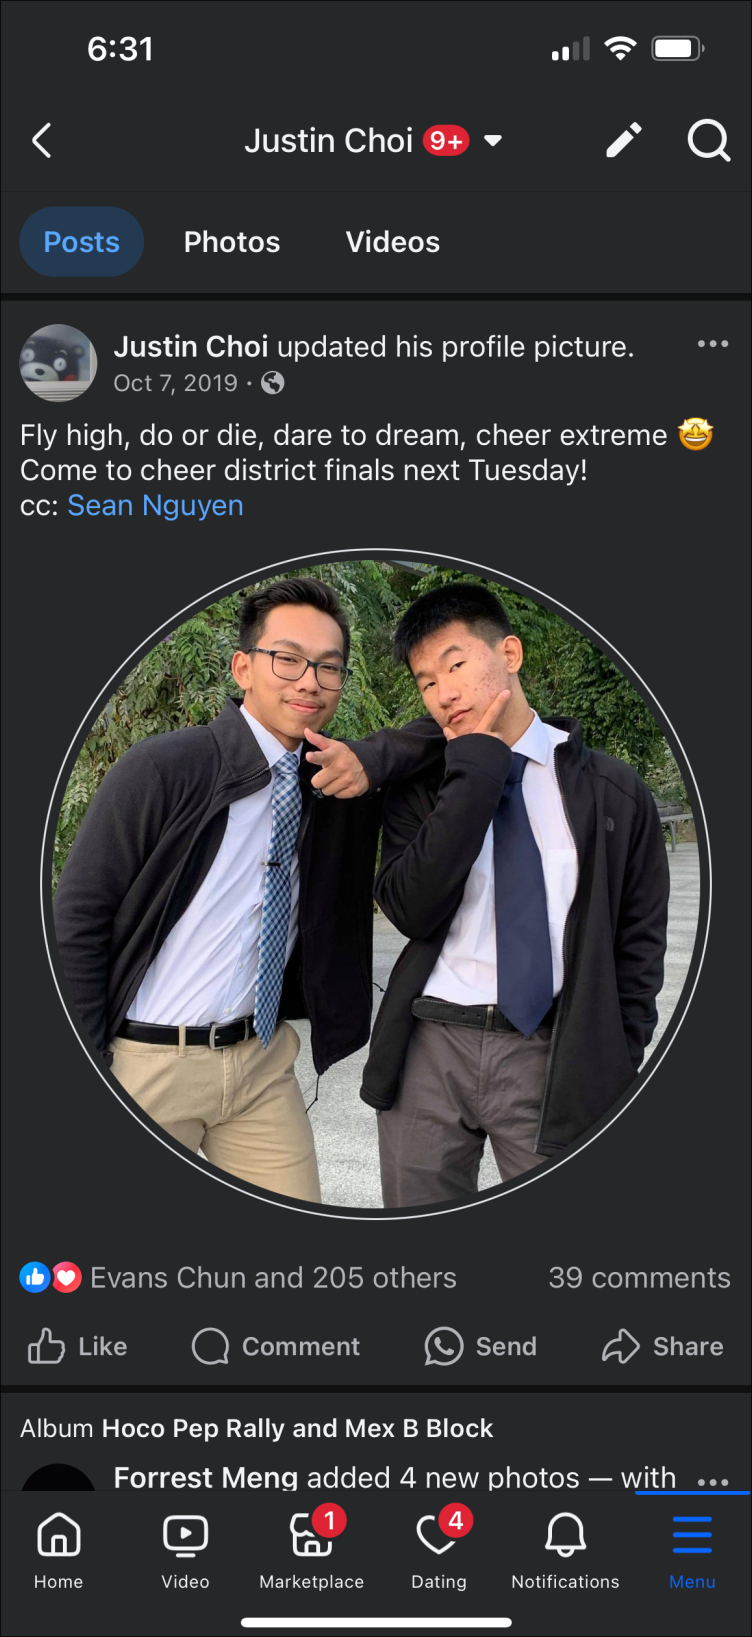 6:31
Justin Choi 9+
Posts Photos Videos
Justin Choi updated his profile picture.
Oct 7, 2019 ·
Fly high, do or die, dare to dream, cheer extreme 🤩
Come to cheer district finals next Tuesday!
cc: Sean Nguyen
Evans Chun and 205 others 39 comments
Like Comment Send Share
Album Hoco Pep Rally and Mex B Block
Forrest Meng added 4 new photos — with
1 4
Home Video Marketplace Dating Notifications Menu